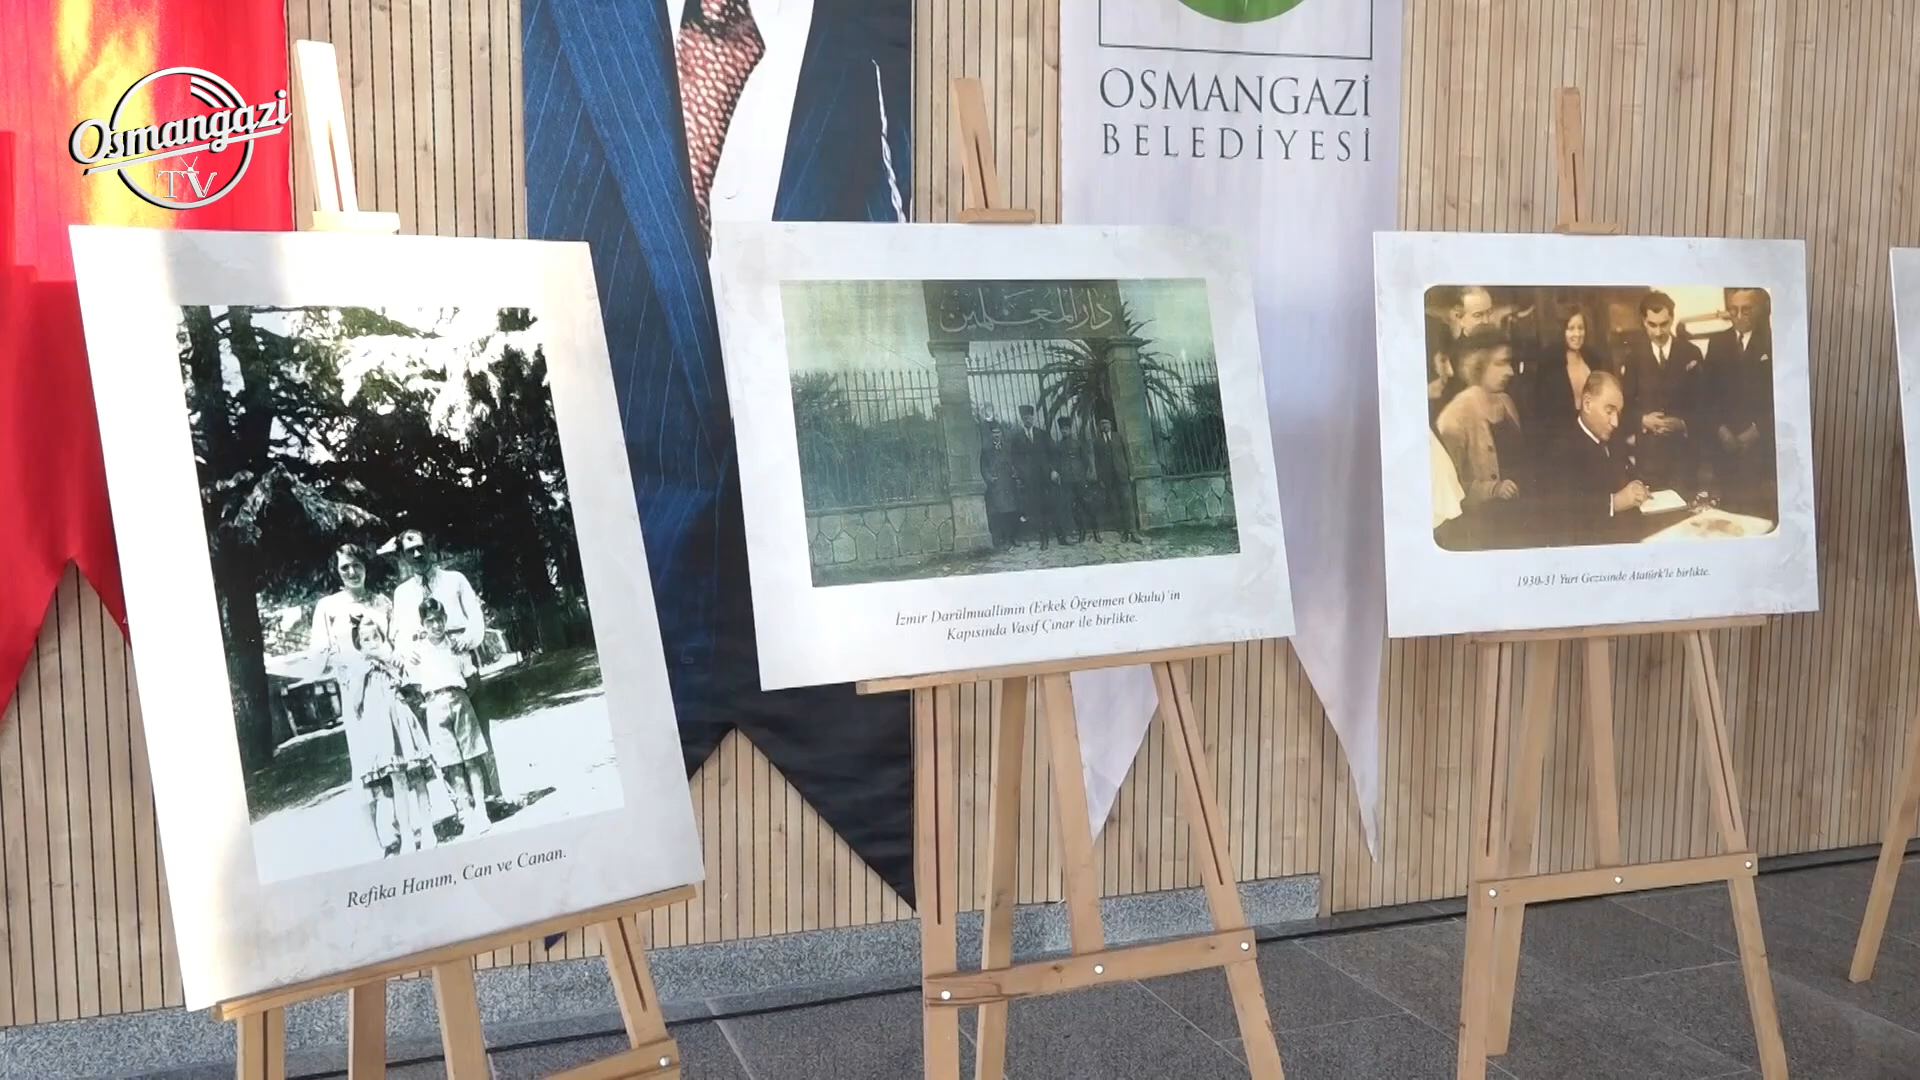 Osmangazi
TV
OSMANGAZİ
BELEDİYESİ
دار المعلمين
Refika Hanım, Can ve Canan.
İzmir Darülmuallimin (Erkek Öğretmen Okulu)'in
Kapısında Vasıf Çınar ile birlikte.
1930-31 Yurt Gezisinde Atatürk'le birlikte.